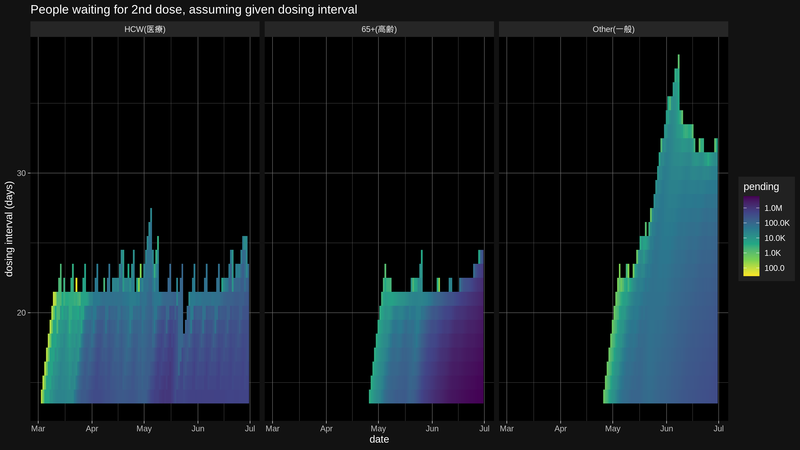 People waiting for 2nd dose, assuming given dosing interval
HCW(医療)
65+(高齢)
Other(一般)
dosing interval (days)
30
20
Mar
Apr
May
Jun
Jul
Mar
Apr
May
Jun
Jul
Mar
Apr
May
Jun
Jul
date
pending
1.0M
100.0K
10.0K
1.0K
100.0